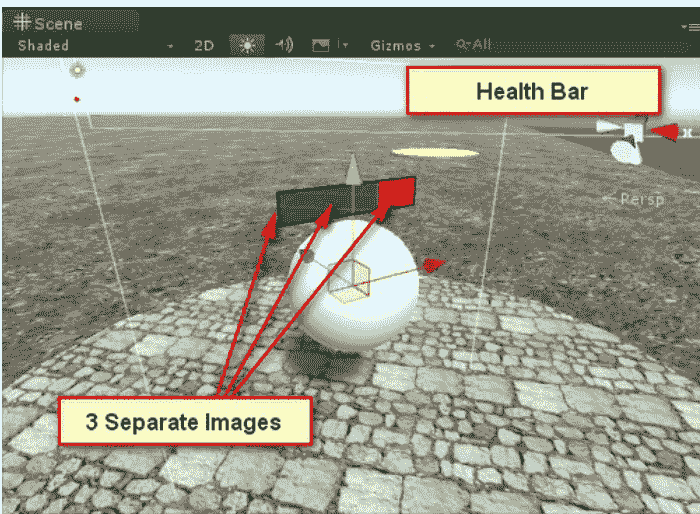 Scene
Shaded 2D Gizmos All
Health Bar
x
Persp
3 Separate Images